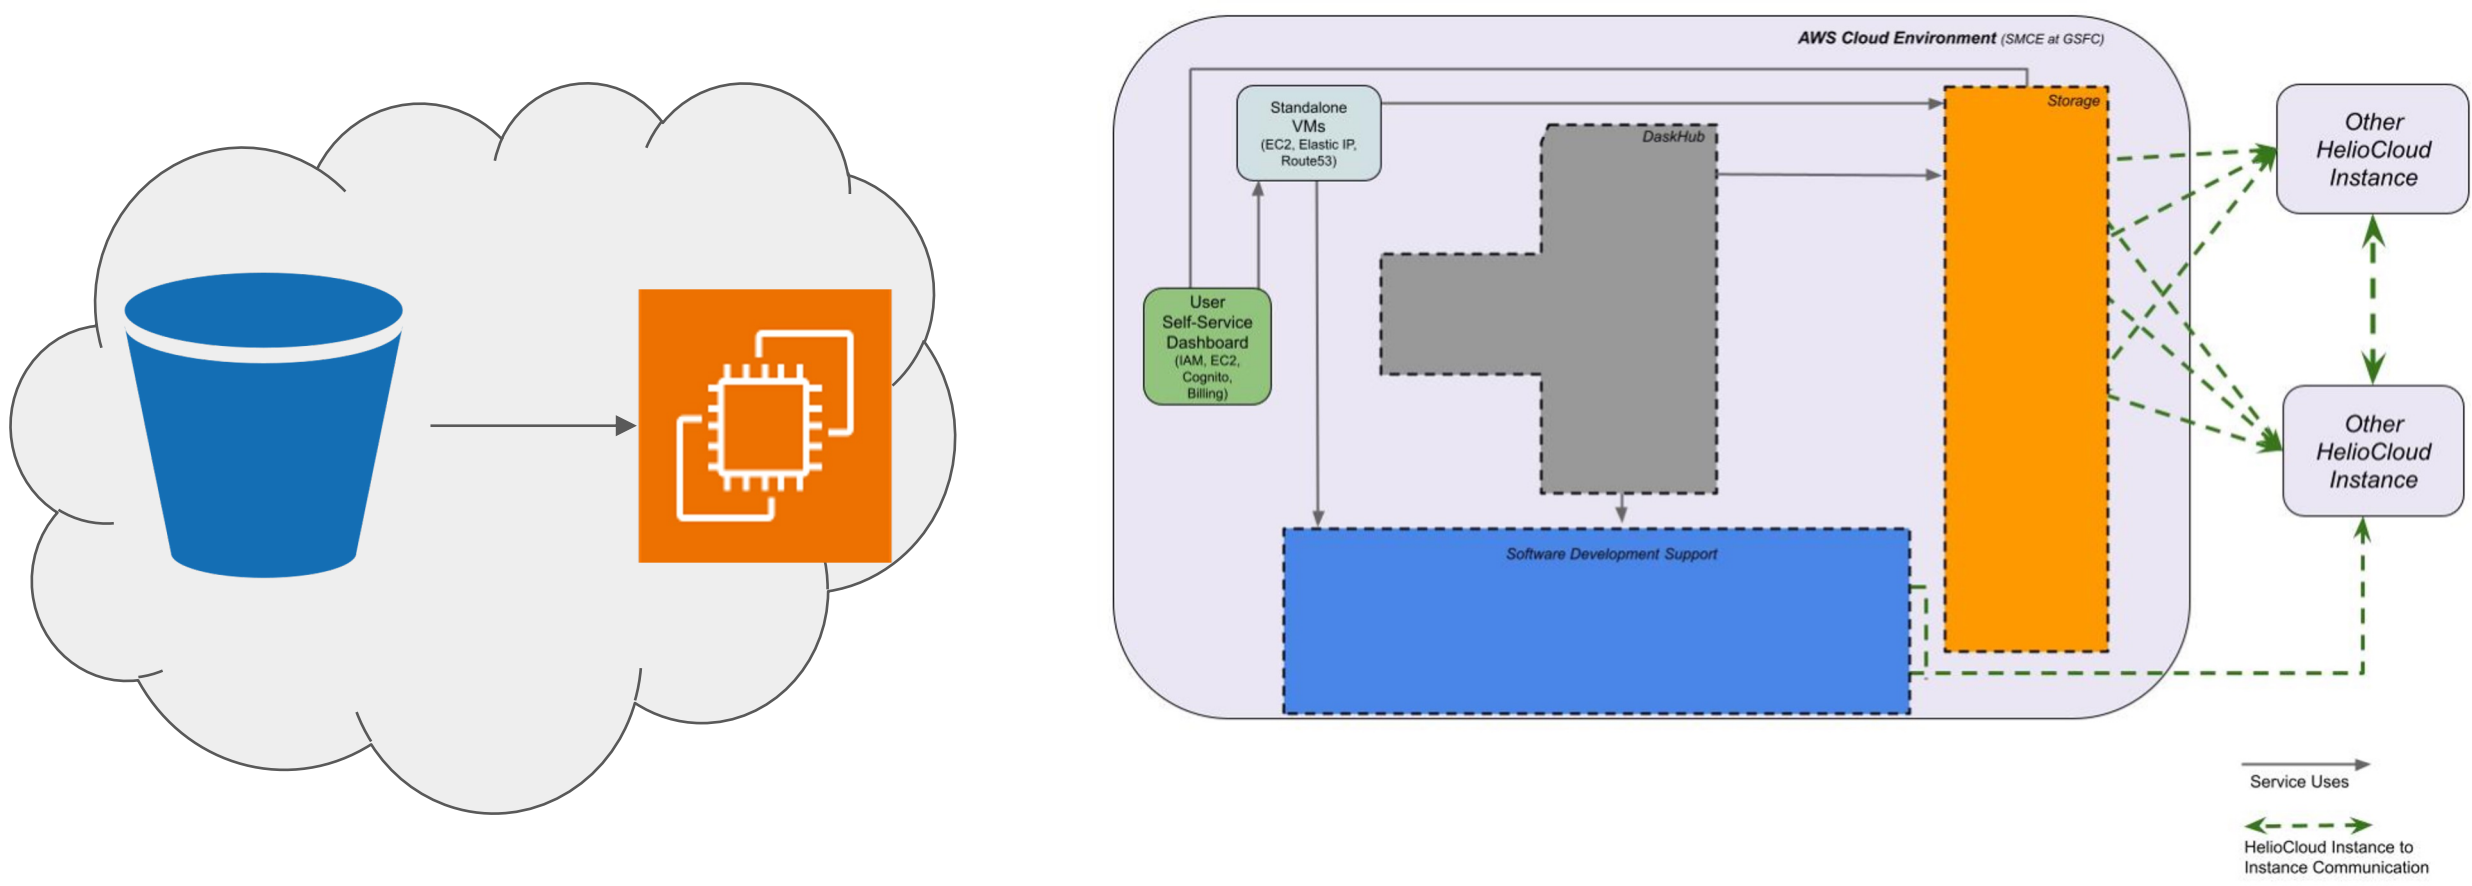 AWS Cloud Environment (SMCE at GSFC)
Standalone
VMs
(EC2, Elastic IP,
Route53)
DaskHub
Storage
Other
HelioCloud
Instance
User
Self-Service
Dashboard
(IAM, EC2,
Cognito,
Billing)
Other
HelioCloud
Instance
Software Development Support
Service Uses
HelioCloud Instance to
Instance Communication